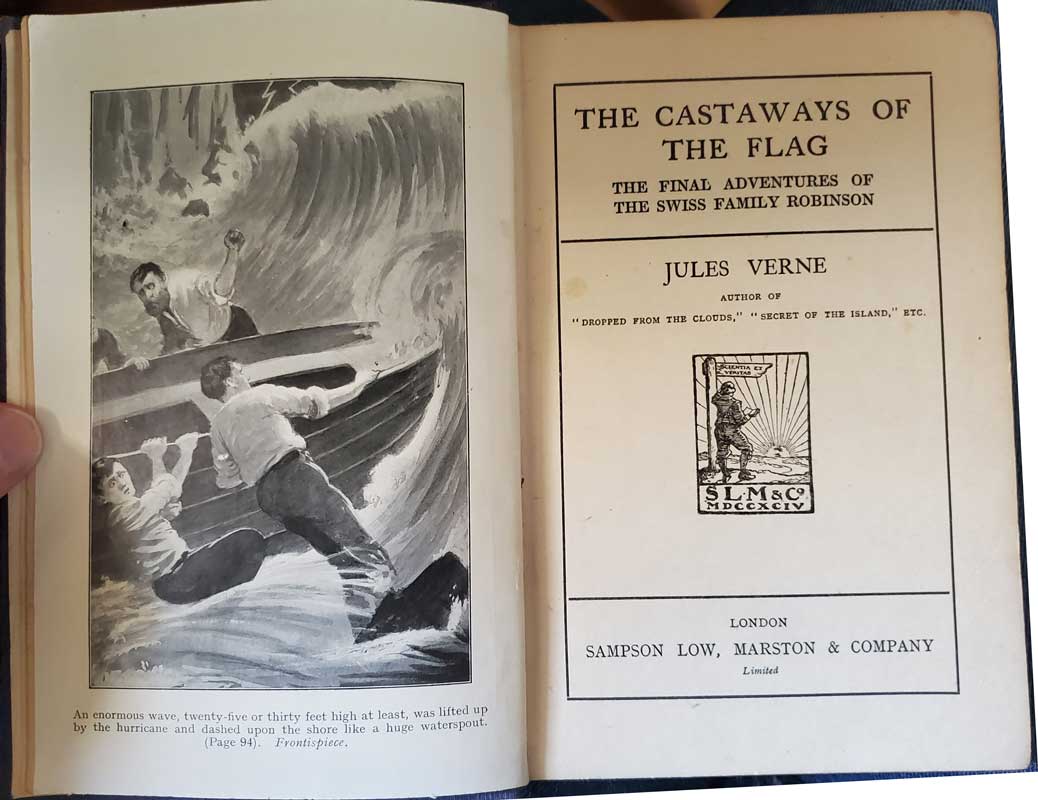 An enormous wave, twenty-five or thirty feet high at least, was lifted up
by the hurricane and dashed upon the shore like a huge waterspout.
(Page 94). Frontispiece.
THE CASTAWAYS OF
THE FLAG
THE FINAL ADVENTURES OF
THE SWISS FAMILY ROBINSON
JULES VERNE
AUTHOR OF
"DROPPED FROM THE CLOUDS," "SECRET OF THE ISLAND," ETC.
SCIENTIA ET
VERITAS
S.L.M & Co
MDCCXCIV
LONDON
SAMPSON LOW, MARSTON & COMPANY
Limited